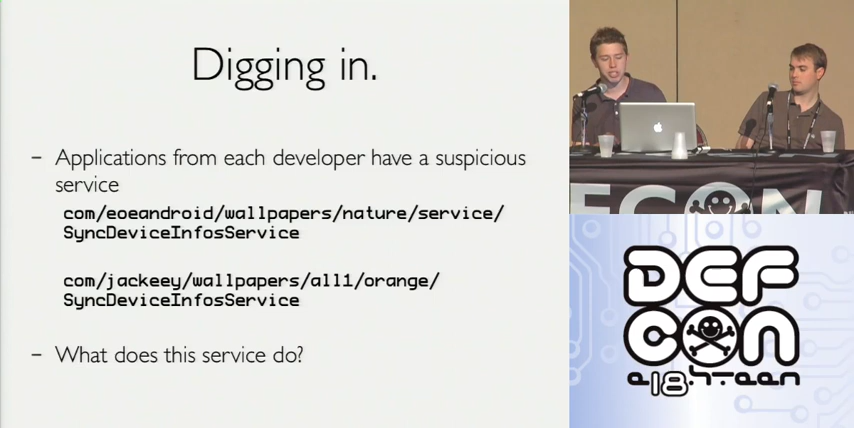 Digging in.
– Applications from each developer have a suspicious
service
com/eoeandroid/wallpapers/nature/service/
SyncDeviceInfosService
com/jackeey/wallpapers/all1/orange/
SyncDeviceInfosService
– What does this service do?
DEF
CON
e18hteen